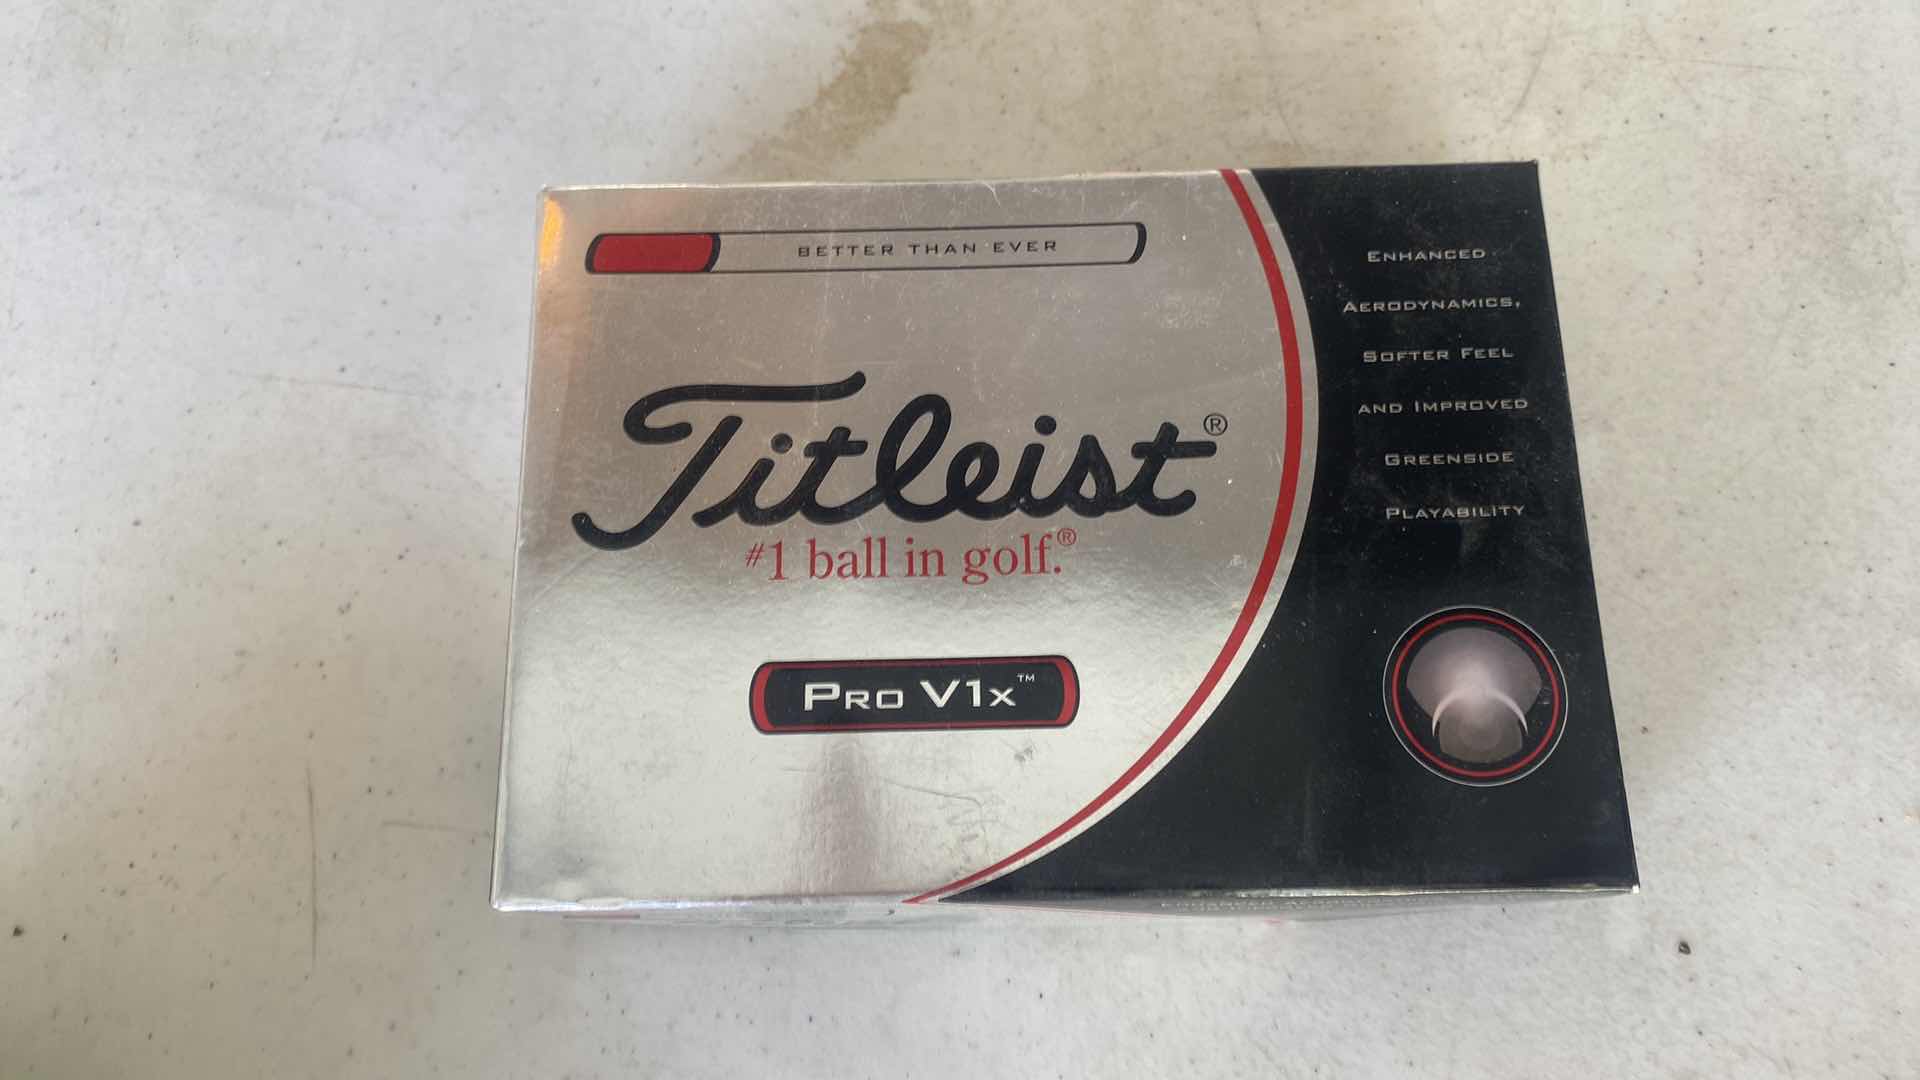 BETTER THAN EVER
Titleist®
#1 ball in golf.®
PRO V1x™
ENHANCED
AERODYNAMICS,
SOFTER FEEL
AND IMPROVED
GREENSIDE
PLAYABILITY